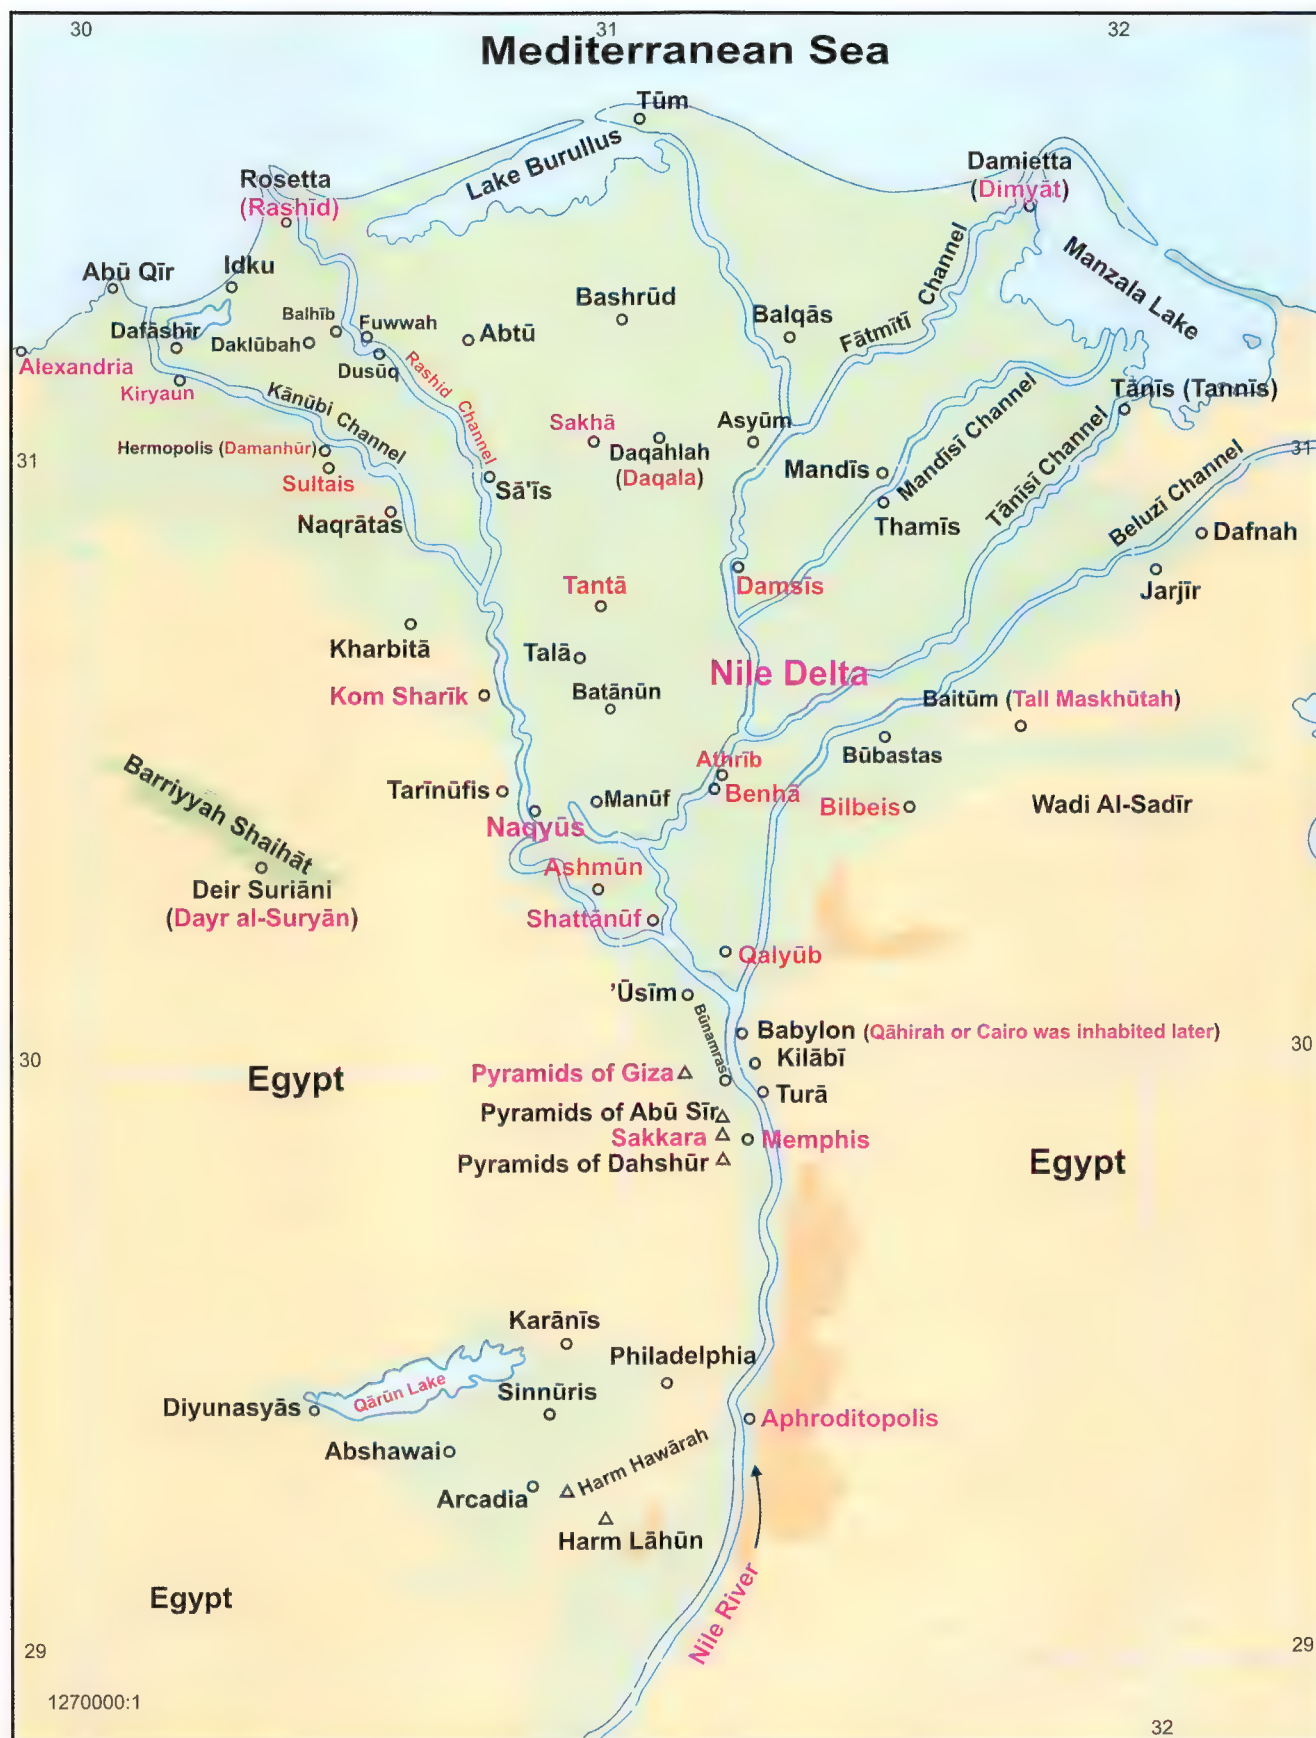 30
31
32
Mediterranean Sea
Tūm
Lake Burullus
Damietta
(Dimyāt)
Rosetta
(Rashīd)
Manzala Lake
Abū Qīr
Idku
Bashrūd
Balqās
Fātmītī Channel
Balhīb
Fuwwah
Abtū
Dafāshīr
Daklūbah
Dusūq
Alexandria
Kiryaun
Kānūbi Channel
Rashid Channel
Tānīs (Tannīs)
Mandīsī Channel
Tānīsī Channel
Beluzī Channel
Sakhā
Asyūm
Daqahlah
(Daqala)
Hermopolis (Damanhūr)
31
31
Sultais
Sā'īs
Mandīs
Naqrātas
Thamīs
Dafnah
Tantā
Damsīs
Jarjīr
Kharbitā
Talā
Nile Delta
Kom Sharīk
Batānūn
Baitūm (Tall Maskhūtah)
Būbastas
Athrīb
Barriyyah Shaihāt
Tarīnūfis
Manūf
Benhā
Bilbeis
Wadi Al-Sadīr
Naqyūs
Ashmūn
Deir Suriāni
(Dayr al-Suryān)
Shattānūf
Qalyūb
’Ūsīm
Būnamras
Babylon (Qāhirah or Cairo was inhabited later)
30
30
Kilābī
Egypt
Pyramids of Giza
Turā
Pyramids of Abū Sīr
Sakkara
Memphis
Pyramids of Dahshūr
Egypt
Karānīs
Philadelphia
Qārūn Lake
Sinnūris
Diyunasyās
Aphroditopolis
Abshawai
Harm Hawārah
Arcadia
Harm Lāhūn
Egypt
Nile River
29
29
1270000:1
32